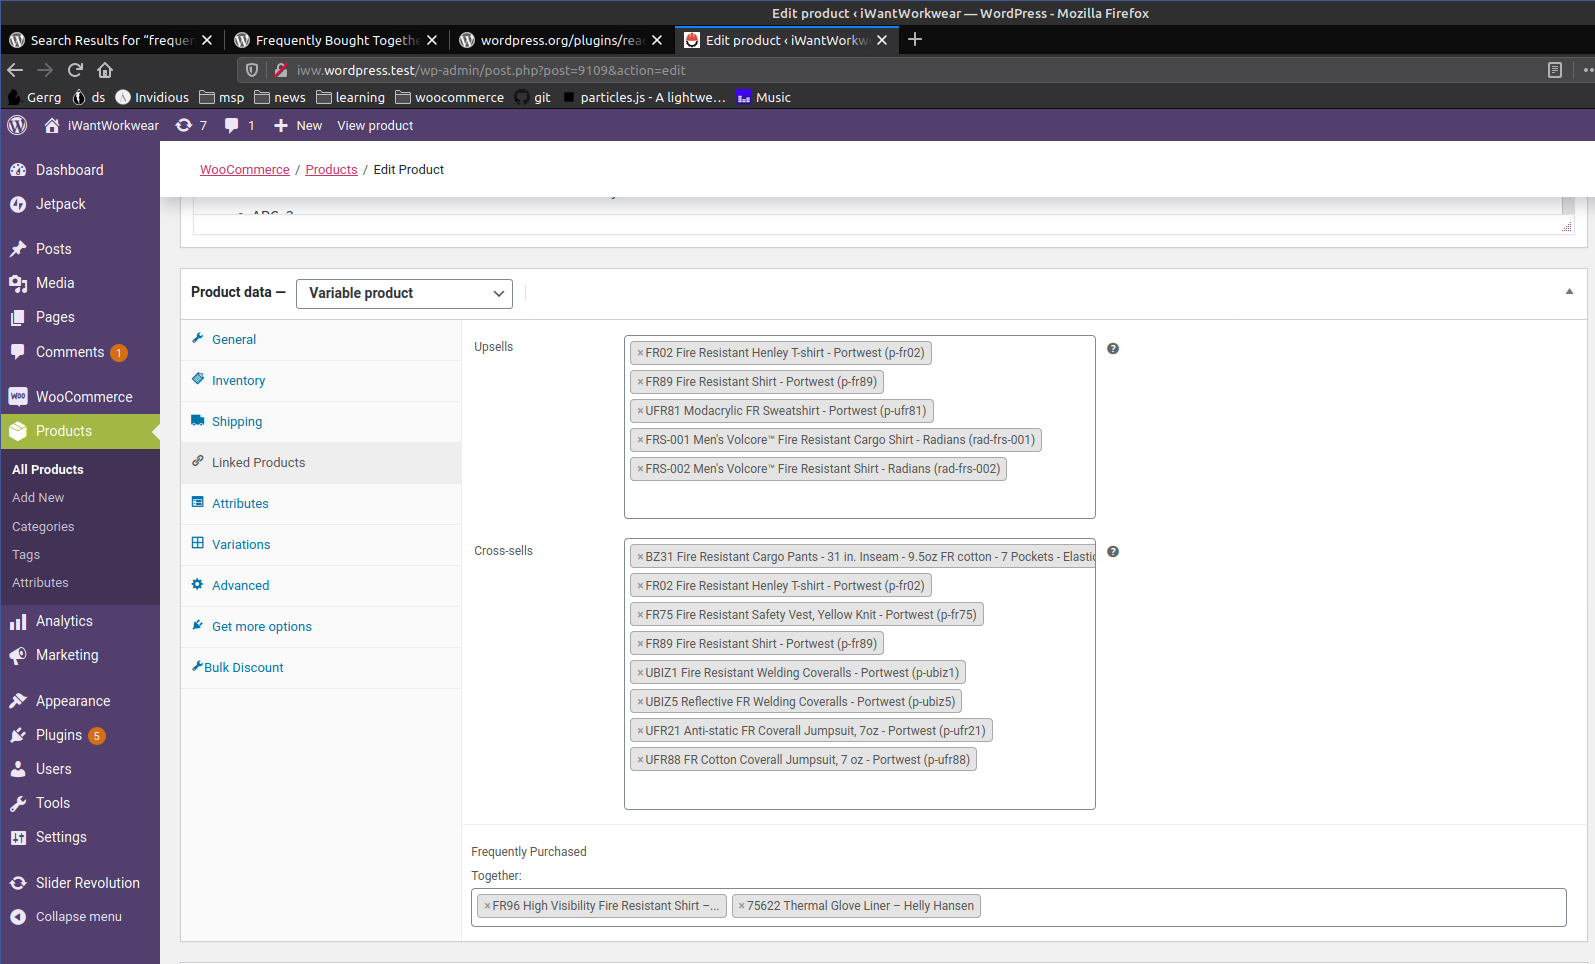 Edit product ‹ iWantWorkwear — WordPress - Mozilla Firefox
Search Results for “frequen
Frequently Bought Togethe
wordpress.org/plugins/rea
Edit product ‹ iWantWorkw
iww.wordpress.test/wp-admin/post.php?post=9109&action=edit
Gerrg
ds
Invidious
msp
news
learning
woocommerce
git
particles.js - A lightwe...
Music
iWantWorkwear
7
1
New
View product
Dashboard
Jetpack
Posts
Media
Pages
Comments 1
WooCommerce
Products
All Products
Add New
Categories
Tags
Attributes
Analytics
Marketing
Appearance
Plugins 5
Users
Tools
Settings
Slider Revolution
Collapse menu
WooCommerce / Products / Edit Product
Product data —
Variable product
General
Inventory
Shipping
Linked Products
Attributes
Variations
Advanced
Get more options
Bulk Discount
Upsells
×FR02 Fire Resistant Henley T-shirt - Portwest (p-fr02)
×FR89 Fire Resistant Shirt - Portwest (p-fr89)
×UFR81 Modacrylic FR Sweatshirt - Portwest (p-ufr81)
×FRS-001 Men's Volcore™ Fire Resistant Cargo Shirt - Radians (rad-frs-001)
×FRS-002 Men's Volcore™ Fire Resistant Shirt - Radians (rad-frs-002)
Cross-sells
×BZ31 Fire Resistant Cargo Pants - 31 in. Inseam - 9.5oz FR cotton - 7 Pockets - Elastic
×FR02 Fire Resistant Henley T-shirt - Portwest (p-fr02)
×FR75 Fire Resistant Safety Vest, Yellow Knit - Portwest (p-fr75)
×FR89 Fire Resistant Shirt - Portwest (p-fr89)
×UBIZ1 Fire Resistant Welding Coveralls - Portwest (p-ubiz1)
×UBIZ5 Reflective FR Welding Coveralls - Portwest (p-ubiz5)
×UFR21 Anti-static FR Coverall Jumpsuit, 7oz - Portwest (p-ufr21)
×UFR88 FR Cotton Coverall Jumpsuit, 7 oz - Portwest (p-ufr88)
Frequently Purchased
Together:
×FR96 High Visibility Fire Resistant Shirt –...
×75622 Thermal Glove Liner – Helly Hansen